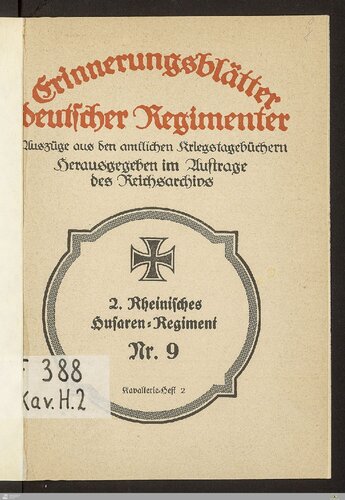 Erinnerungsblätter
deutscher Regimenter
Auszüge aus den amtlichen Kriegstagebüchern
Herausgegeben im Auftrage
des Reichsarchivs
2. Rheinisches
Husaren-Regiment
Nr. 9
Kavallerie-Heft 2
F 388
Kav. H. 2